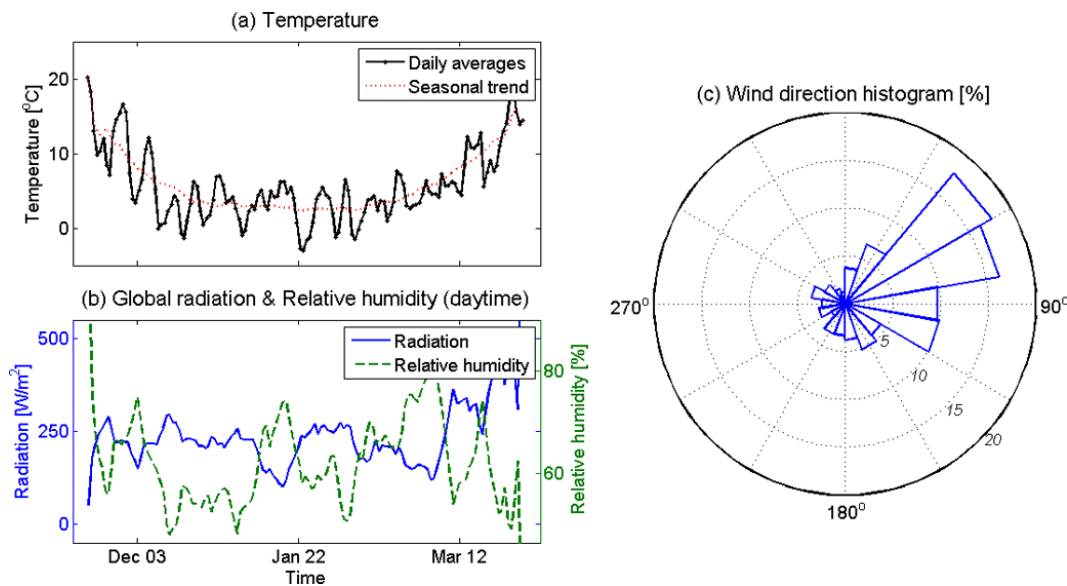 (a) Temperature
Temperature [⁰C]
20
10
0
Daily averages
Seasonal trend
(b) Global radiation & Relative humidity (daytime)
Radiation [W/m²]
500
250
0
Radiation
Relative humidity
80
60
Relative humidity [%]
Dec 03 Jan 22 Mar 12
Time
(c) Wind direction histogram [%]
270⁰
90⁰
180⁰
5
10
15
20